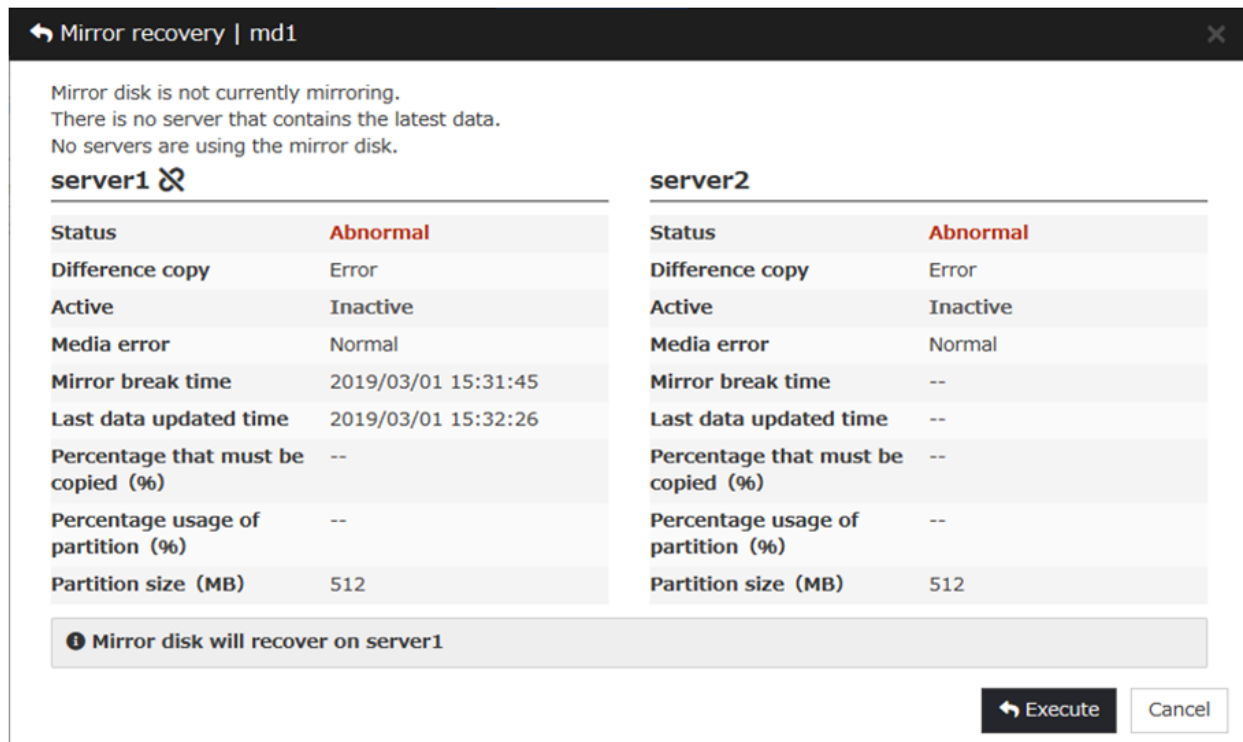 Mirror recovery | md1
Mirror disk is not currently mirroring.
There is no server that contains the latest data.
No servers are using the mirror disk.
server1
Status Abnormal
Difference copy Error
Active Inactive
Media error Normal
Mirror break time 2019/03/01 15:31:45
Last data updated time 2019/03/01 15:32:26
Percentage that must be --
copied (%)
Percentage usage of --
partition (%)
Partition size (MB) 512
server2
Status Abnormal
Difference copy Error
Active Inactive
Media error Normal
Mirror break time --
Last data updated time --
Percentage that must be --
copied (%)
Percentage usage of --
partition (%)
Partition size (MB) 512
Mirror disk will recover on server1
Execute Cancel